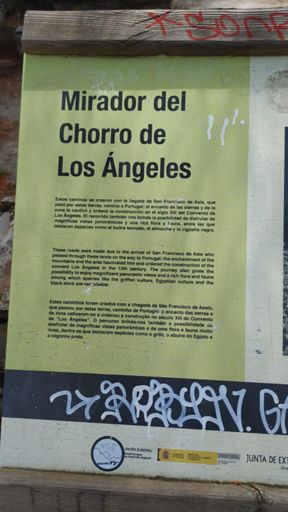 Mirador del
Chorro de
Los Ángeles
Estos caminos se crearon con la llegada de San Francisco de Asís, que
pasó por estas tierras, camino a Portugal; el encanto de las sierras y de la
zona le cautivó y ordenó la construcción en el siglo XIII del Convento de
Los Ángeles. El recorrido también nos brinda la posibilidad de disfrutar de
magníficas vistas panorámicas y una rica flora y fauna, entre las que
destacan especies como el buitre leonado, el alimoche y la cigüeña negra.
These roads were made due to the arrival of San Francisco de Asís who
passed through these lands on the way to Portugal, the enchantment of the
mountains and the area fascinated him and ordered the construction of the
convent Los Angeles in the 13th century. The journey also gives the
possibility to enjoy magnificent panoramic views and a rich flora and fauna
among which species like the griffon vulture, Egyptian vulture and the
black stork are
Estes caminhos foram criados com a chegada de São Francisco de Assis,
que passou por estas terras, caminho de Portugal; o encanto das serras e
da zona cativaram-no e ordenou a construção no século XIII do Convento
de "Los Ángeles". O percurso brinda-nos também a possibilidade de
desfrutar de magníficas vistas panorâmicas e de uma flora e fauna muito
ricas, dentre as que destacam espécies como o grifo, o abutre do Egipto e
a cegonha preta.
UNIÓN EUROPEA
JUNTA DE EXT